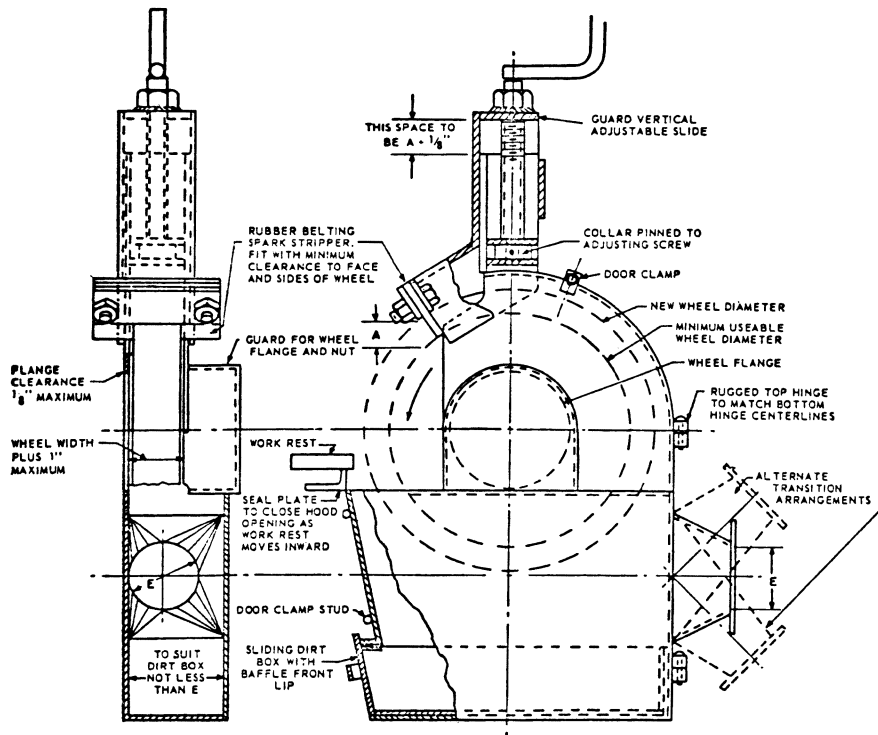 THIS SPACE TO
BE A - 1/8"
GUARD VERTICAL
ADJUSTABLE SLIDE
RUBBER BELTING
SPARK STRIPPER.
FIT WITH MINIMUM
CLEARANCE TO FACE
AND SIDES OF WHEEL
COLLAR PINNED TO
ADJUSTING SCREW
DOOR CLAMP
NEW WHEEL DIAMETER
MINIMUM USEABLE
WHEEL DIAMETER
A
GUARD FOR WHEEL
FLANGE AND NUT
WHEEL FLANGE
FLANGE
CLEARANCE
1/8" MAXIMUM
RUGGED TOP HINGE
TO MATCH BOTTOM
HINGE CENTERLINES
WHEEL WIDTH
PLUS 1"
MAXIMUM
WORK REST
SEAL PLATE
TO CLOSE HOOD
OPENING AS
WORK REST
MOVES INWARD
ALTERNATE
TRANSITION
ARRANGEMENTS
E
E
DOOR CLAMP STUD
SLIDING DIRT
BOX WITH
BAFFLE FRONT
LIP
TO SUIT
DIRT BOX
NOT LESS
THAN E